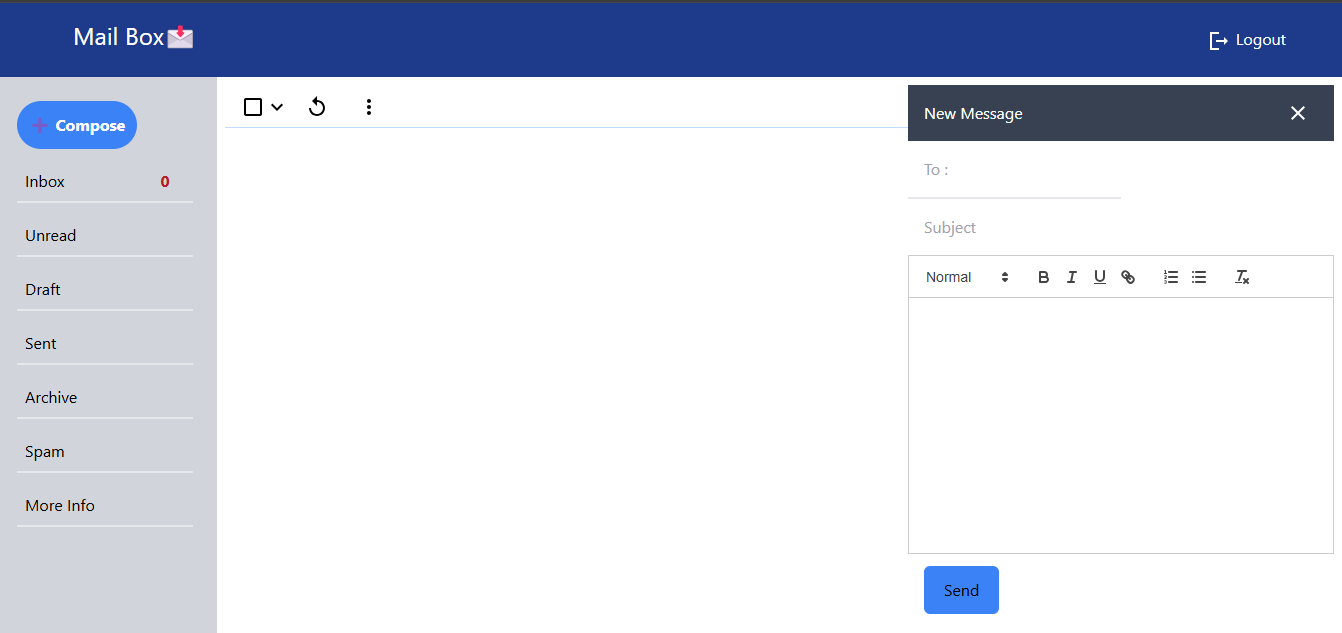 Mail Box
Logout
Compose
Inbox 0
Unread
Draft
Sent
Archive
Spam
More Info
New Message
To :
Subject
Normal
Send